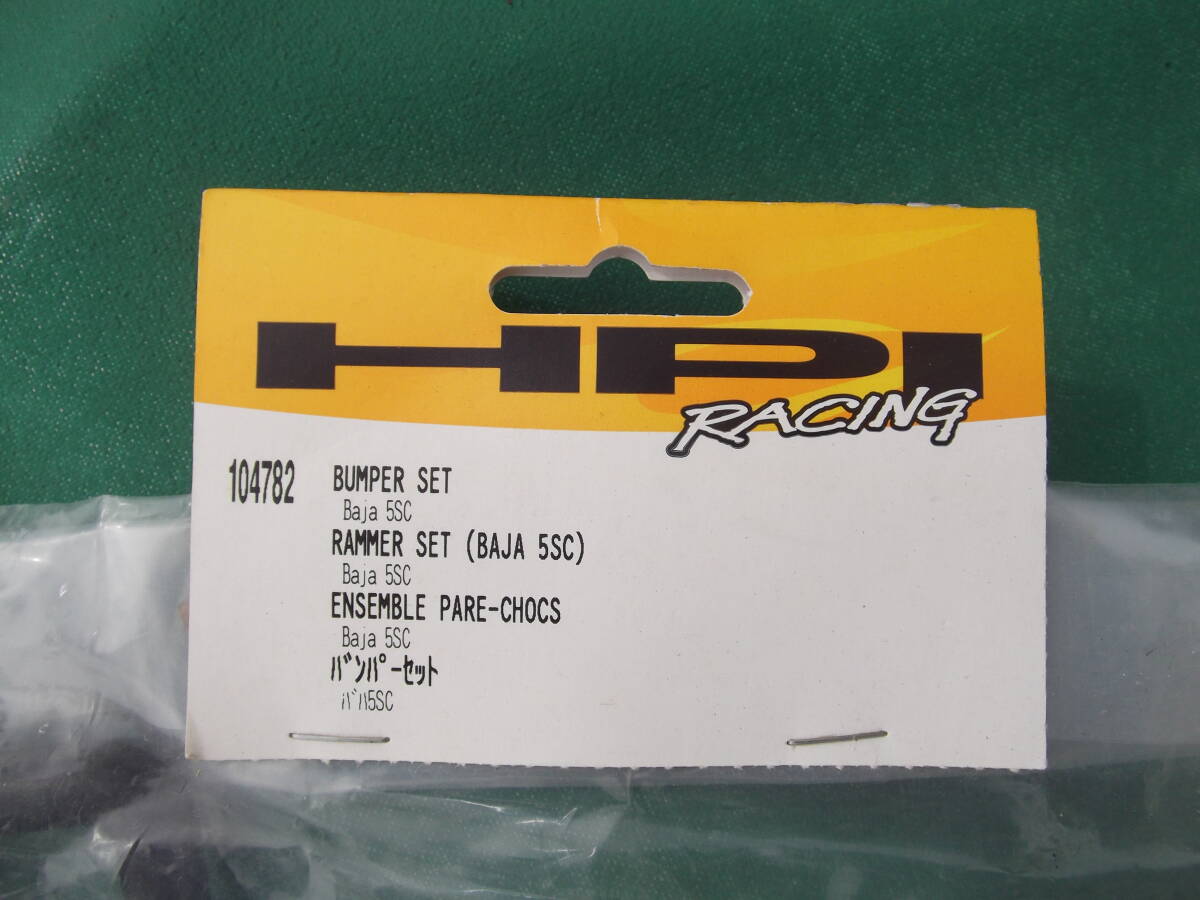 HPI
RACING
104782 BUMPER SET
Baja 5SC
RAMMER SET (BAJA 5SC)
Baja 5SC
ENSEMBLE PARE-CHOCS
Baja 5SC
ﾊﾞﾝﾊﾟｰｾｯﾄ
ﾊﾞﾊ5SC